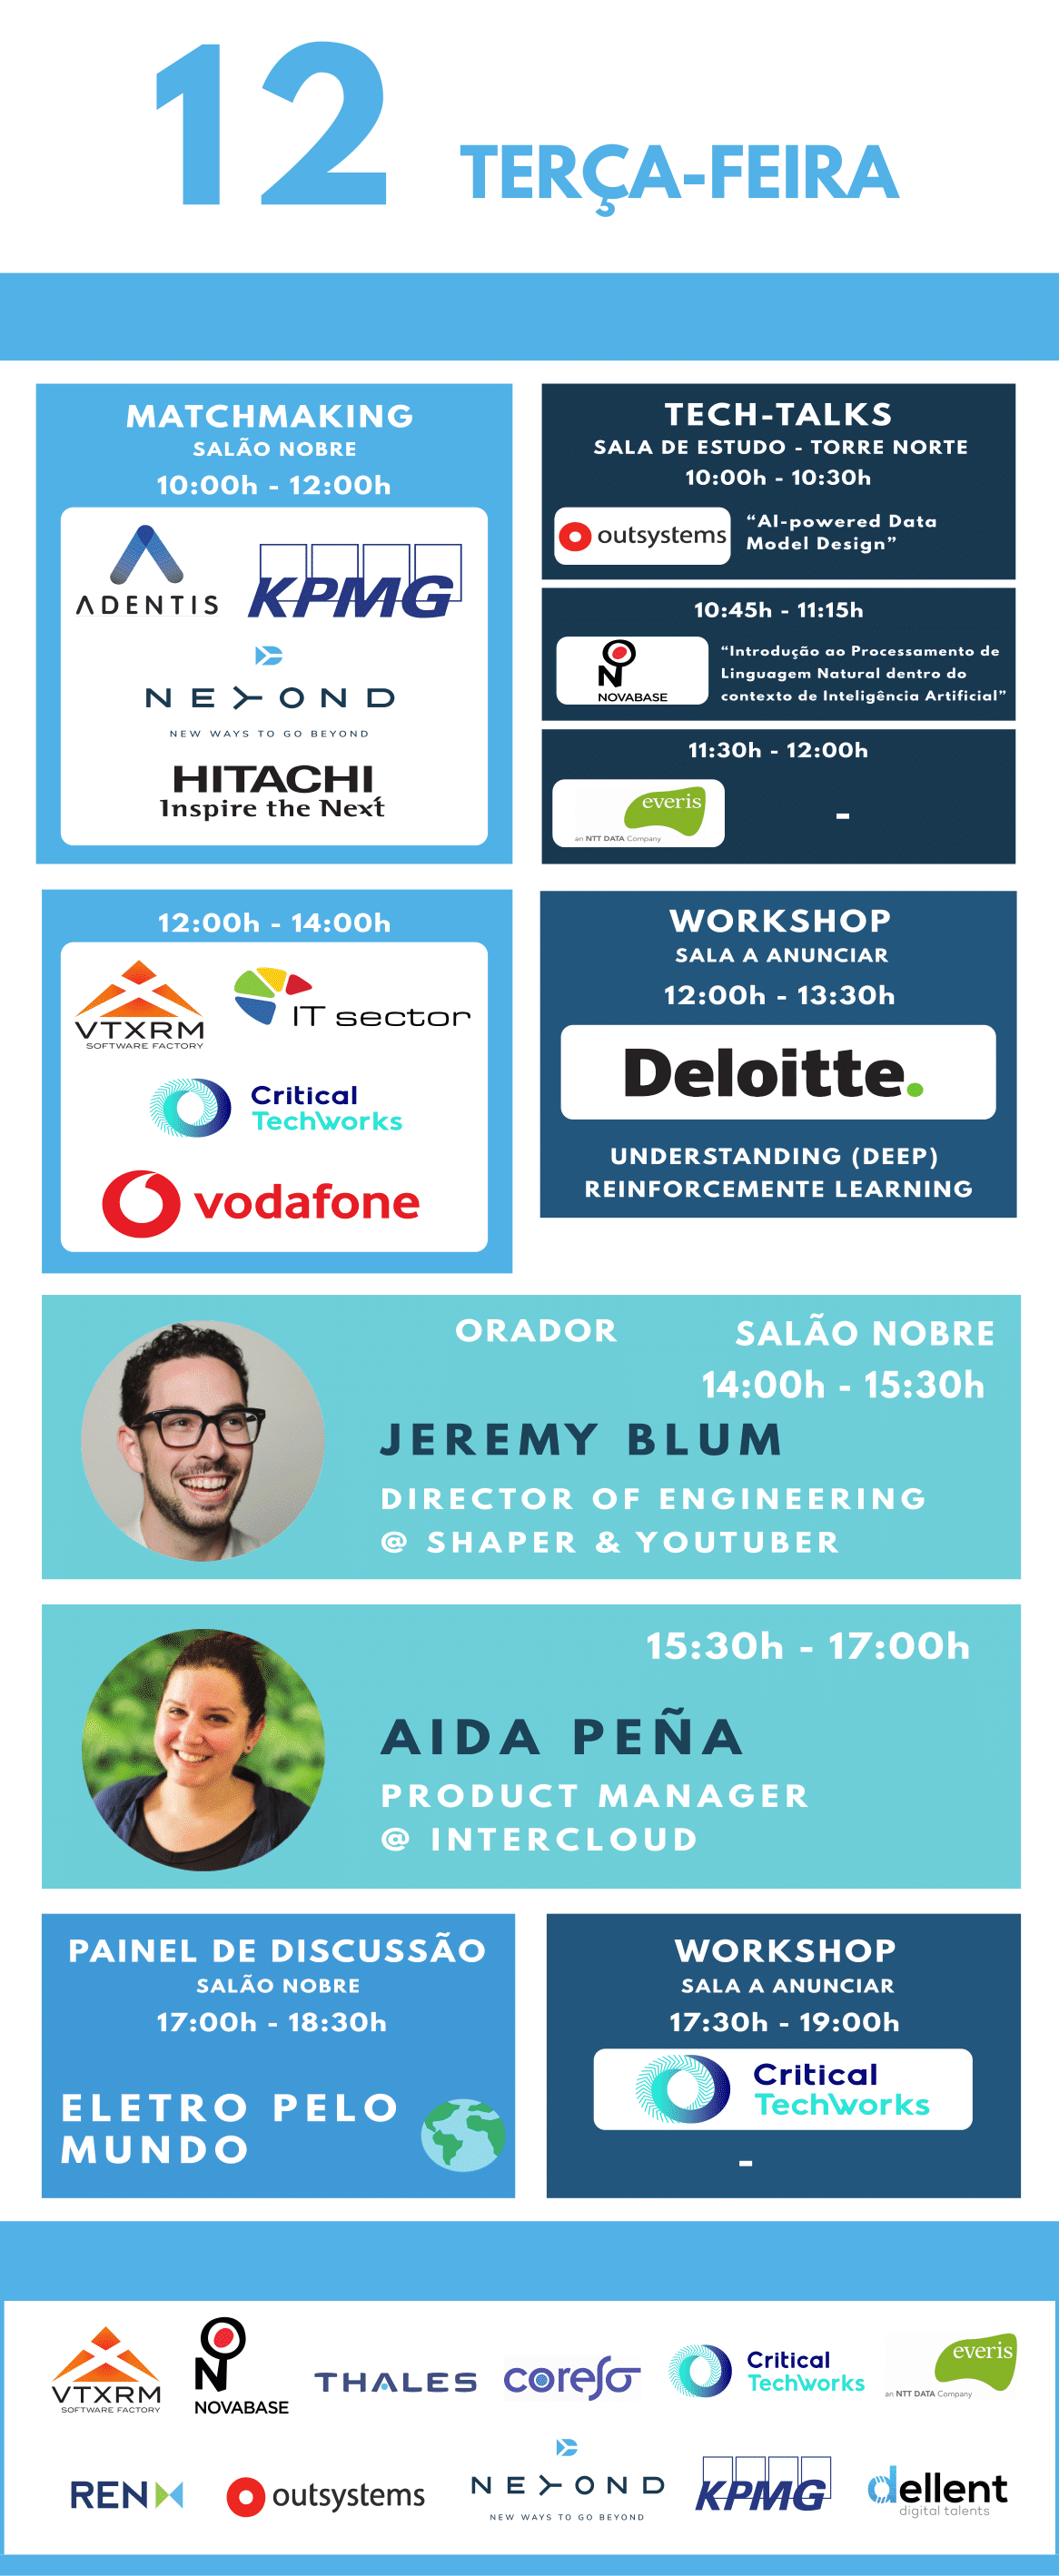 12 TERÇA-FEIRA
MATCHMAKING
SALÃO NOBRE
10:00h - 12:00h
ADENTIS
KPMG
NEYOND
NEW WAYS TO GO BEYOND
HITACHI
Inspire the Next
TECH-TALKS
SALA DE ESTUDO - TORRE NORTE
10:00h - 10:30h
outsystems
“AI-powered Data
Model Design”
10:45h - 11:15h
NOVABASE
“Introdução ao Processamento de
Linguagem Natural dentro do
contexto de Inteligência Artificial”
11:30h - 12:00h
everis
an NTT DATA Company
-
12:00h - 14:00h
VTXRM
SOFTWARE FACTORY
IT sector
Critical
TechWorks
vodafone
WORKSHOP
SALA A ANUNCIAR
12:00h - 13:30h
Deloitte.
UNDERSTANDING (DEEP)
REINFORCEMENTE LEARNING
ORADOR
SALÃO NOBRE
14:00h - 15:30h
JEREMY BLUM
DIRECTOR OF ENGINEERING
@ SHAPER & YOUTUBER
15:30h - 17:00h
AIDA PEÑA
PRODUCT MANAGER
@ INTERCLOUD
PAINEL DE DISCUSSÃO
SALÃO NOBRE
17:00h - 18:30h
ELETRO PELO
MUNDO
WORKSHOP
SALA A ANUNCIAR
17:30h - 19:00h
Critical
TechWorks
-
VTXRM
SOFTWARE FACTORY
NOVABASE
THALES
coreso
Critical
TechWorks
everis
an NTT DATA Company
REN
outsystems
NEYOND
NEW WAYS TO GO BEYOND
KPMG
dellent
digital talents